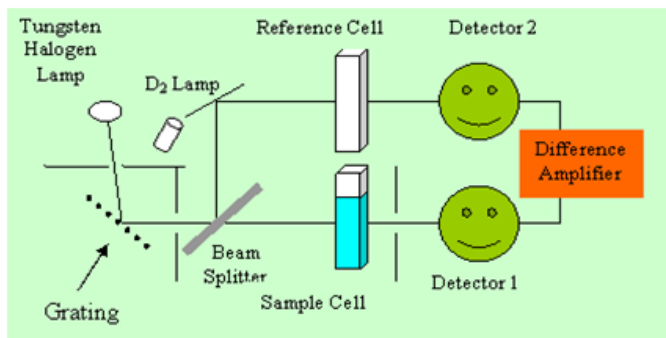 Tungsten
Halogen
Lamp
D₂ Lamp
Reference Cell
Detector 2
Difference
Amplifier
Beam
Splitter
Grating
Sample Cell
Detector 1